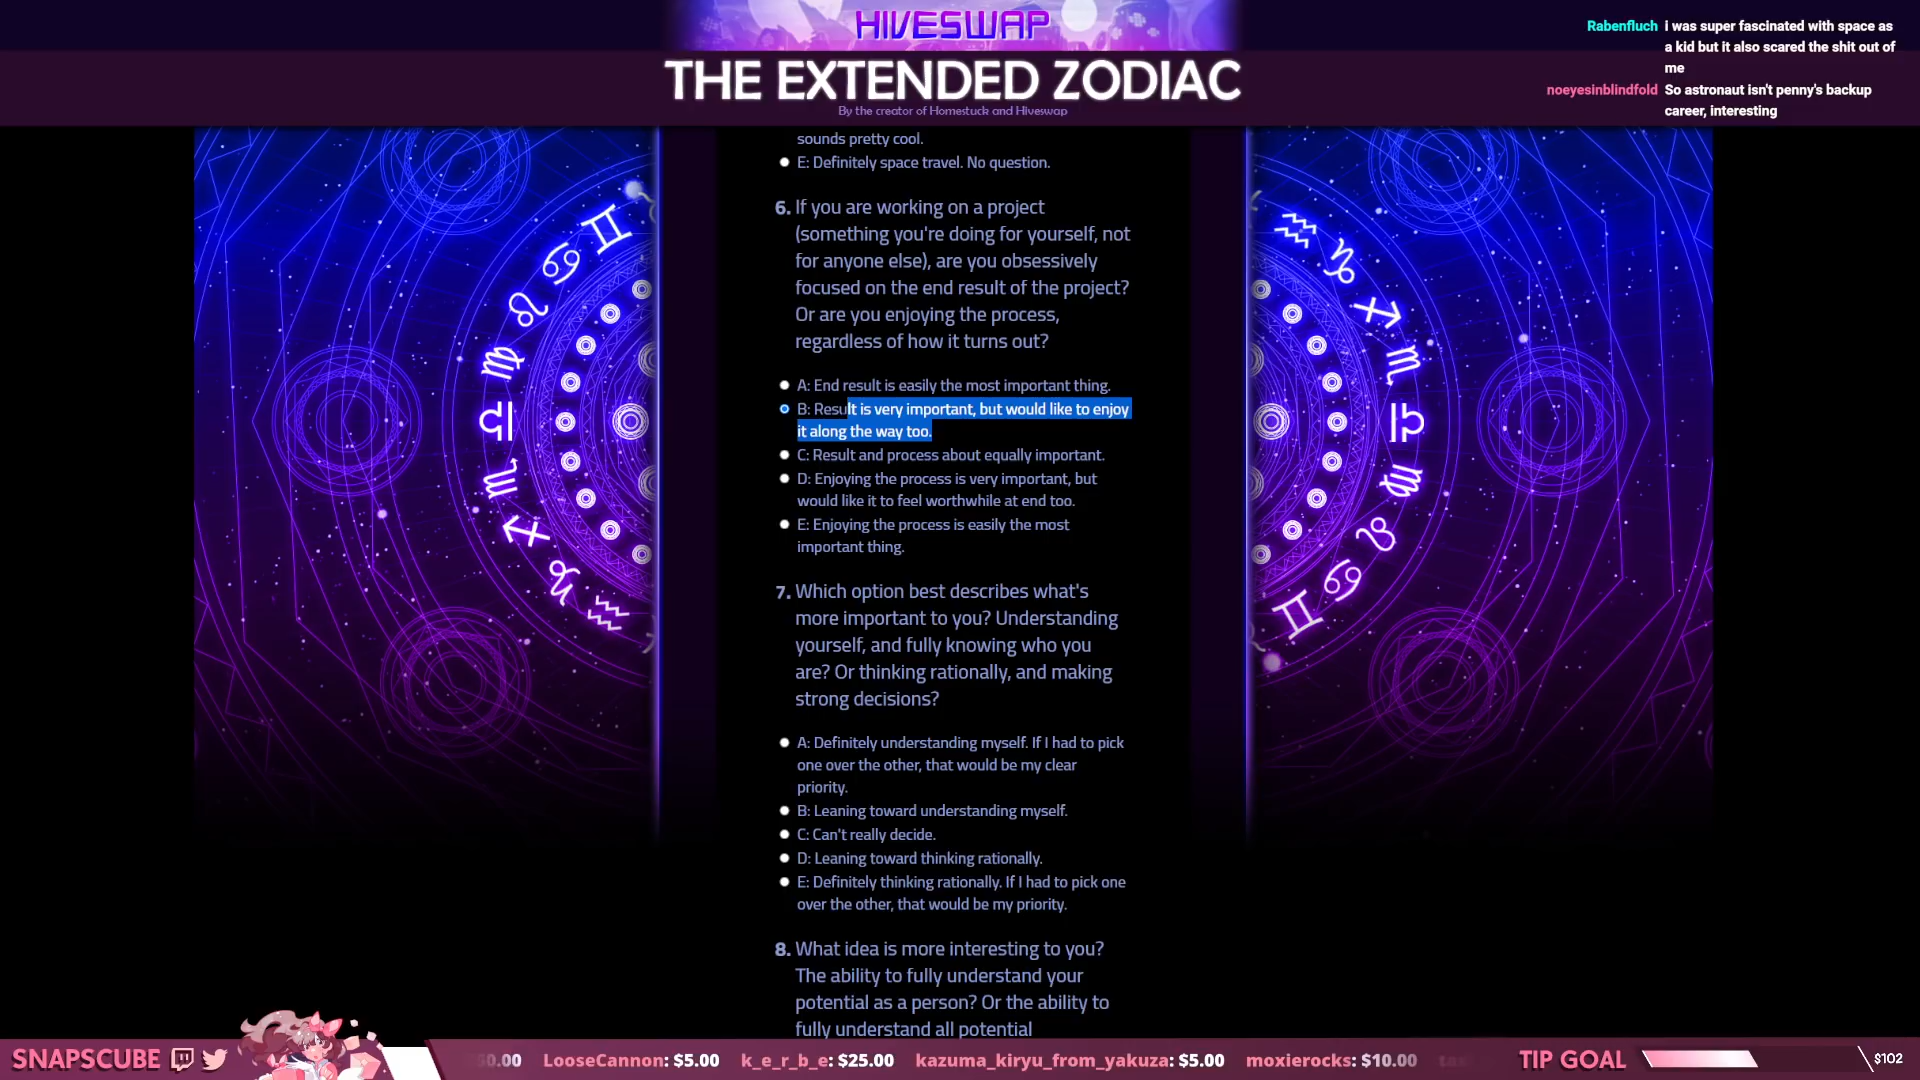 HIVESWAP
THE EXTENDED ZODIAC
By the creator of Homestuck and Hiveswap
Rabenfluch i was super fascinated with space as
a kid but it also scared the shit out of
me
noeyesinblindfold So astronaut isn't penny's backup
career, interesting
sounds pretty cool.
E: Definitely space travel. No question.
6. If you are working on a project
(something you're doing for yourself, not
for anyone else), are you obsessively
focused on the end result of the project?
Or are you enjoying the process,
regardless of how it turns out?
A: End result is easily the most important thing.
B: Result is very important, but would like to enjoy
it along the way too.
C: Result and process about equally important.
D: Enjoying the process is very important, but
would like it to feel worthwhile at end too.
E: Enjoying the process is easily the most
important thing.
7. Which option best describes what's
more important to you? Understanding
yourself, and fully knowing who you
are? Or thinking rationally, and making
strong decisions?
A: Definitely understanding myself. If I had to pick
one over the other, that would be my clear
priority.
B: Leaning toward understanding myself.
C: Can't really decide.
D: Leaning toward thinking rationally.
E: Definitely thinking rationally. If I had to pick one
over the other, that would be my priority.
8. What idea is more interesting to you?
The ability to fully understand your
potential as a person? Or the ability to
fully understand all potential
SNAPSCUBE
0.00 LooseCannon: $5.00 k_e_r_b_e: $25.00 kazuma_kiryu_from_yakuza: $5.00 moxierocks: $10.00
TIP GOAL
$102